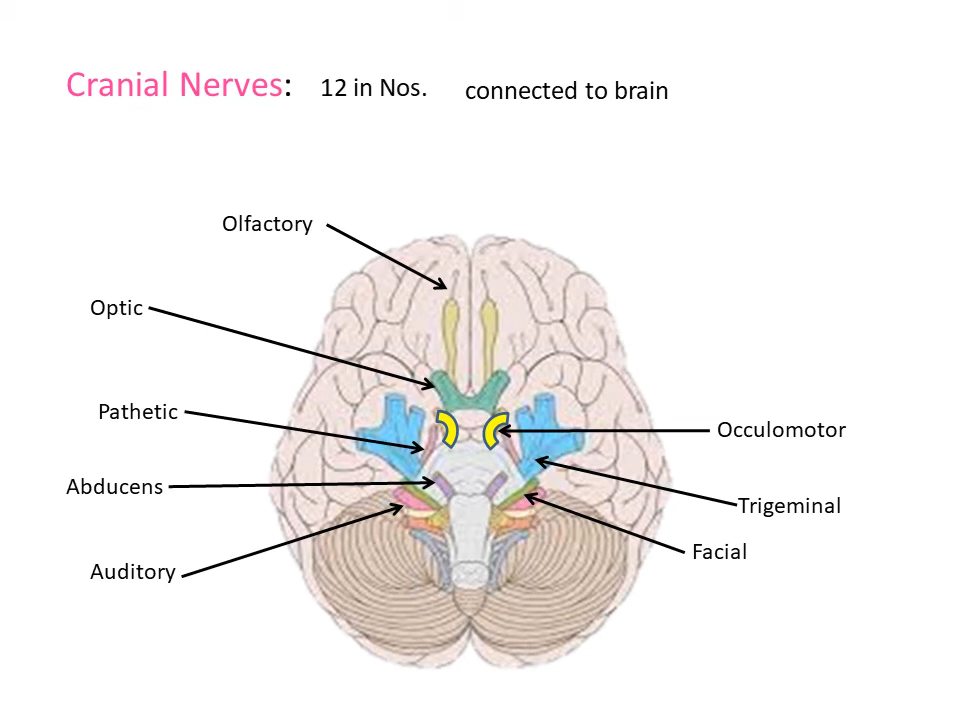 Cranial Nerves: 12 in Nos. connected to brain
Olfactory
Optic
Pathetic
Occulomotor
Abducens
Trigeminal
Facial
Auditory